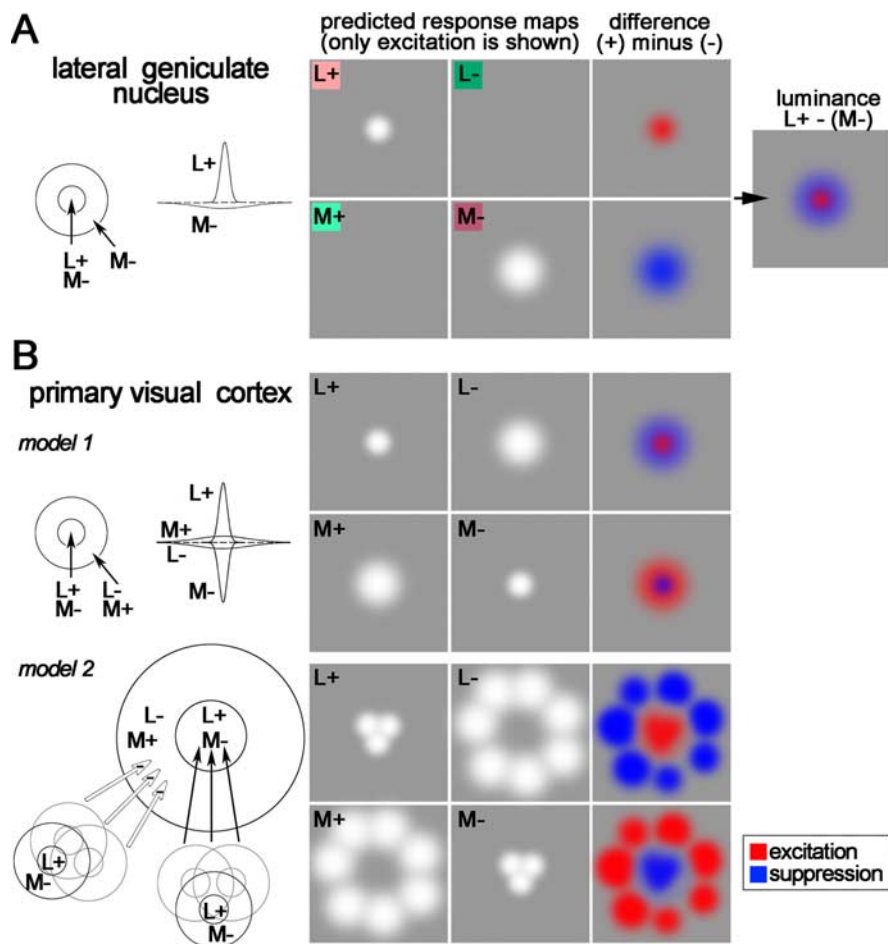 A
lateral geniculate
nucleus
predicted response maps
(only excitation is shown)
difference
(+) minus (-)
luminance
L+ - (M-)
L+
M-
L+
M-
M-
L+
L-
M+
M-
B
primary visual cortex
model 1
L+
M+
L-
M-
L+
M-
L-
M+
L+
L-
M+
M-
model 2
L-
M+
L+
M-
-
-
-
L+
M-
L+
M-
L+
L-
M+
M-
excitation
suppression